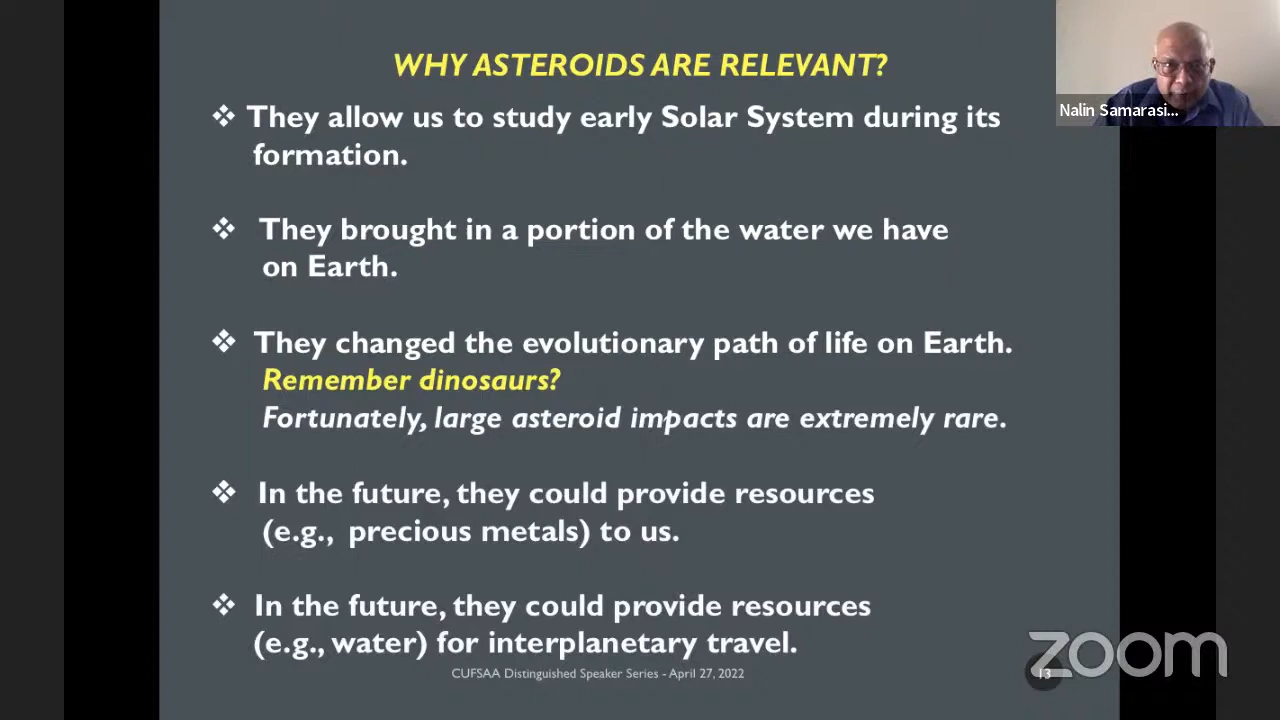 WHY ASTEROIDS ARE RELEVANT?
❖ They allow us to study early Solar System during its
formation.
❖ They brought in a portion of the water we have
on Earth.
❖ They changed the evolutionary path of life on Earth.
Remember dinosaurs?
Fortunately, large asteroid impacts are extremely rare.
❖ In the future, they could provide resources
(e.g., precious metals) to us.
❖ In the future, they could provide resources
(e.g., water) for interplanetary travel.
CUFSAA Distinguished Speaker Series - April 27, 2022
13
Nalin Samarasi...
zoom